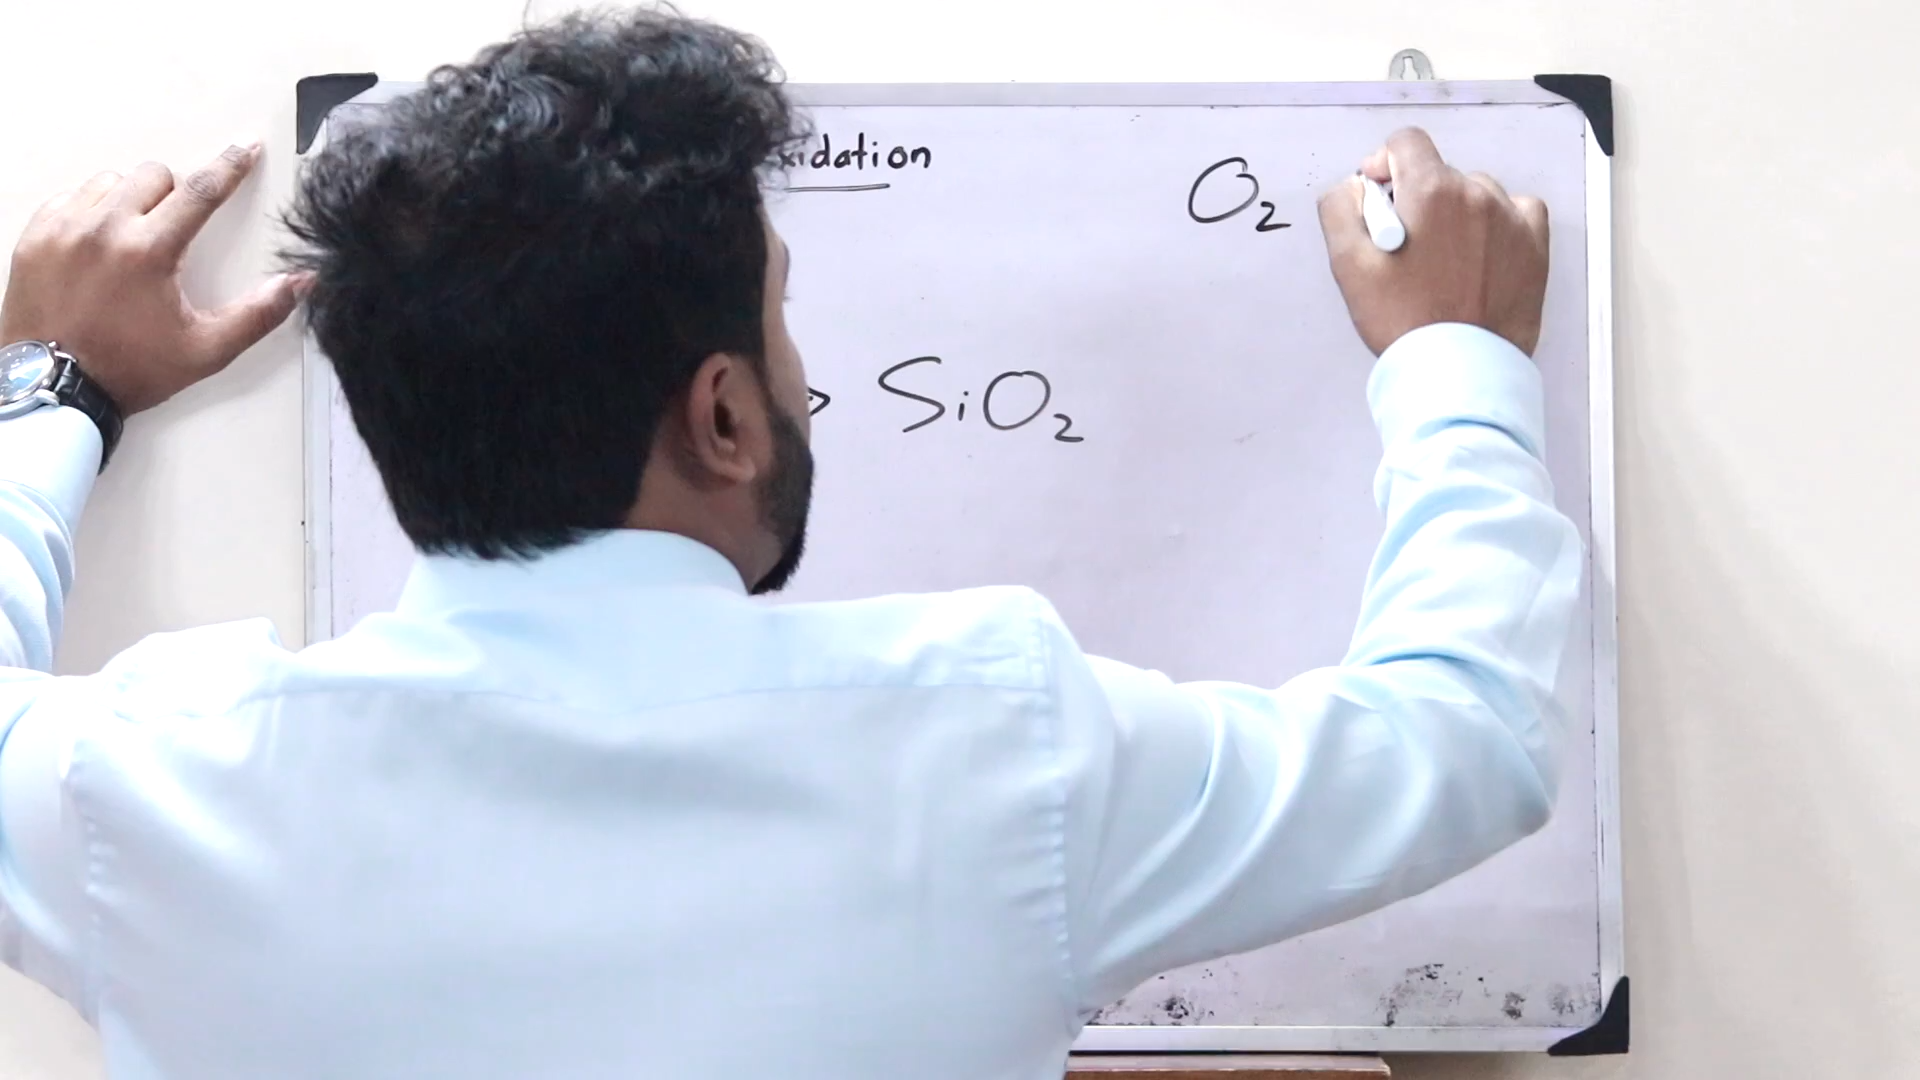 xidation
O₂
> SiO₂